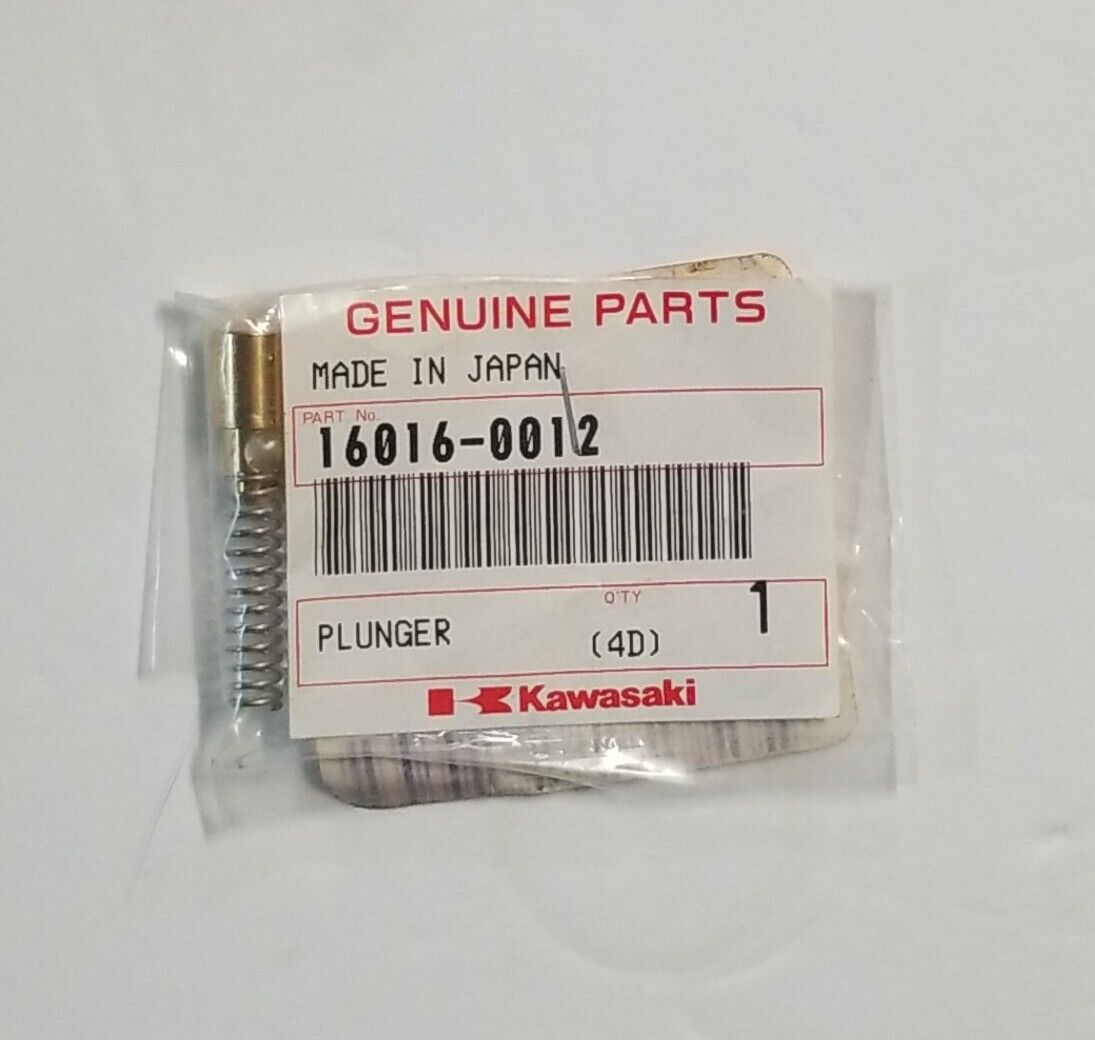 GENUINE PARTS
MADE IN JAPAN
PART No.
16016-0012
Q'TY
PLUNGER (4D) 1
Kawasaki